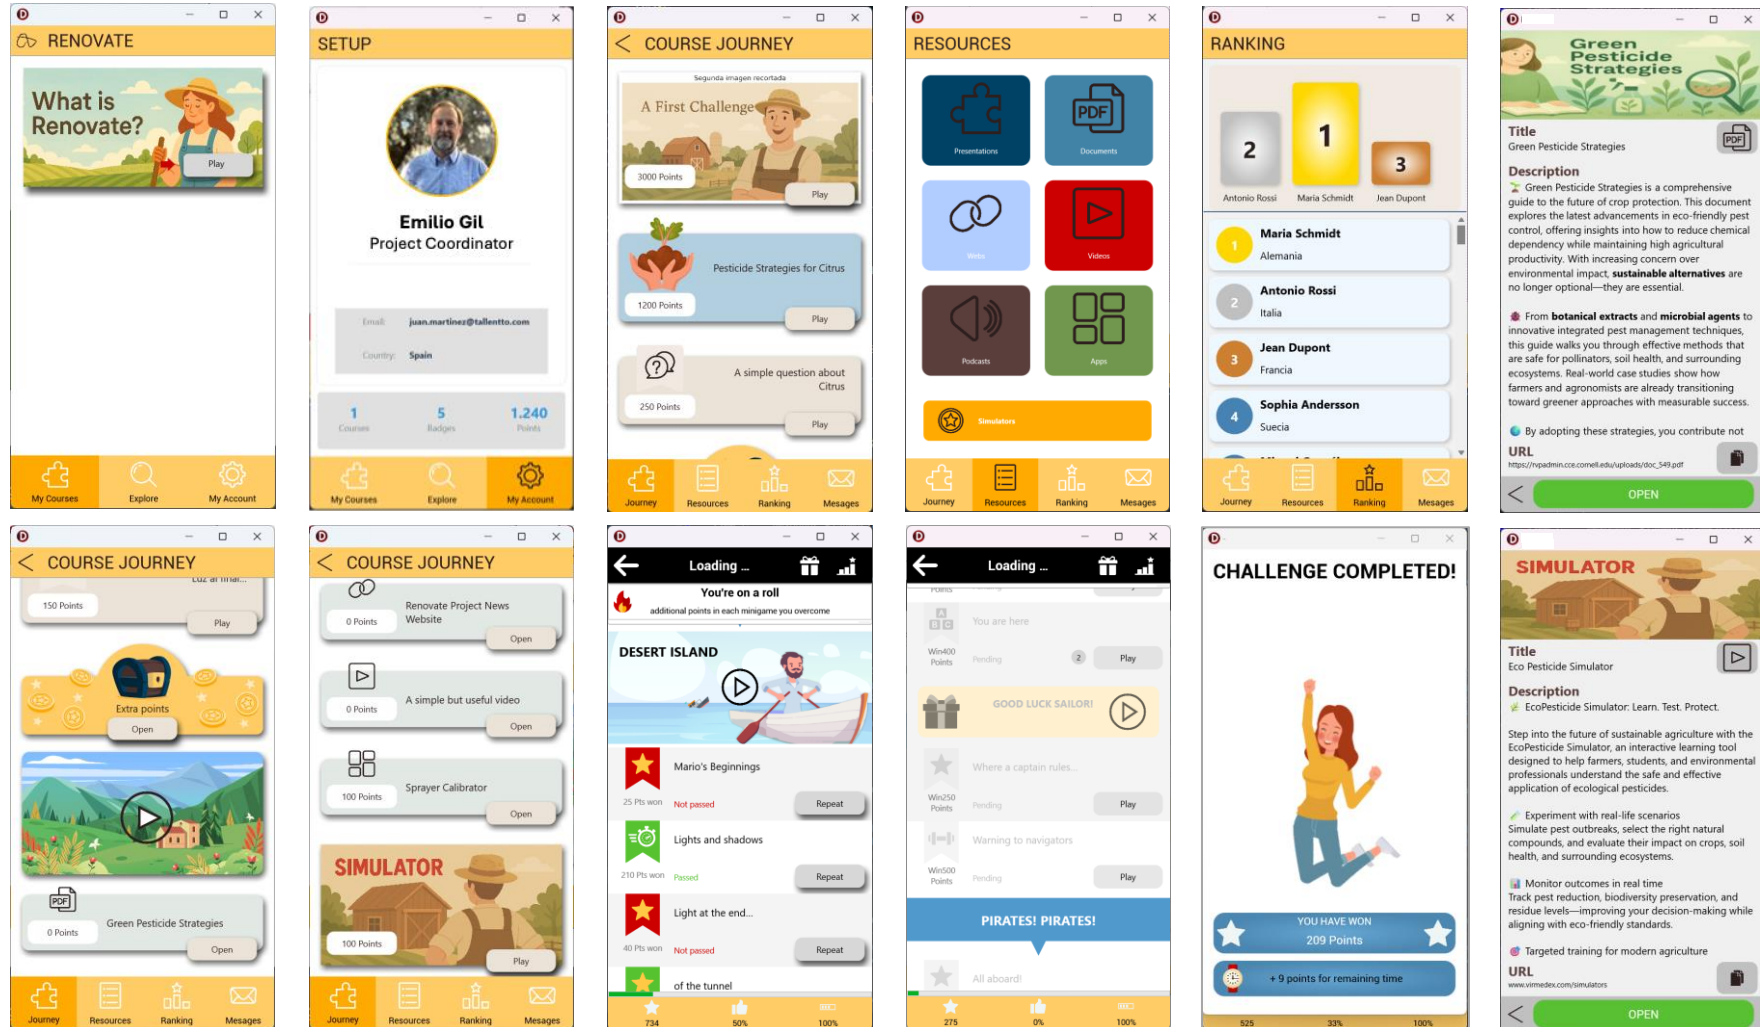 RENOVATE
What is
Renovate?
Play
My Courses
Explore
My Account
SETUP
Emilio Gil
Project Coordinator
Email: juan.martinez@tallentto.com
Country: Spain
1
5
1.240
Courses
Badges
Points
My Courses
Explore
My Account
COURSE JOURNEY
Segunda imagen recortada
A First Challenge
3000 Points
Play
Pesticide Strategies for Citrus
1200 Points
Play
A simple question about
Citrus
250 Points
Play
Journey
Resources
Ranking
Mesages
RESOURCES
PDF
Presentations
Documents
Webs
Videos
Podcasts
Apps
Simulators
Journey
Resources
Ranking
Mesages
RANKING
2
1
3
Antonio Rossi
Maria Schmidt
Jean Dupont
1
Maria Schmidt
Alemania
2
Antonio Rossi
Italia
3
Jean Dupont
Francia
4
Sophia Andersson
Suecia
Journey
Resources
Ranking
Mesages
Green
Pesticide
Strategies
Title
Green Pesticide Strategies
PDF
Description
Green Pesticide Strategies is a comprehensive
guide to the future of crop protection. This document
explores the latest advancements in eco-friendly pest
control, offering insights into how to reduce chemical
dependency while maintaining high agricultural
productivity. With increasing concern over
environmental impact, sustainable alternatives are
no longer optional—they are essential.
From botanical extracts and microbial agents to
innovative integrated pest management techniques,
this guide walks you through effective methods that
are safe for pollinators, soil health, and surrounding
ecosystems. Real-world case studies show how
farmers and agronomists are already transitioning
toward greener approaches with measurable success.
By adopting these strategies, you contribute not
URL
https://rvpadmin.cce.cornell.edu/uploads/doc_549.pdf
OPEN
COURSE JOURNEY
Luz al final...
150 Points
Play
Extra points
Open
PDF
0 Points
Green Pesticide Strategies
Open
Journey
Resources
Ranking
Mesages
COURSE JOURNEY
Renovate Project News
Website
0 Points
Open
A simple but useful video
0 Points
Open
Sprayer Calibrator
100 Points
Open
SIMULATOR
100 Points
Play
Journey
Resources
Ranking
Mesages
Loading ...
You're on a roll
additional points in each minigame you overcome
DESERT ISLAND
Mario's Beginnings
25 Pts won
Not passed
Repeat
Lights and shadows
210 Pts won
Passed
Repeat
Light at the end...
40 Pts won
Not passed
Repeat
of the tunnel
734
50%
100%
Loading ...
Points
A
B C
You are here
Win400
Points
Pending
2
Play
GOOD LUCK SAILOR!
Where a captain rules...
Win250
Points
Pending
Play
Warning to navigators
Win500
Points
Pending
Play
PIRATES! PIRATES!
All aboard!
275
0%
100%
CHALLENGE COMPLETED!
YOU HAVE WON
209 Points
+ 9 points for remaining time
525
33%
100%
SIMULATOR
Title
Eco Pesticide Simulator
Description
EcoPesticide Simulator: Learn. Test. Protect.
Step into the future of sustainable agriculture with the
EcoPesticide Simulator, an interactive learning tool
designed to help farmers, students, and environmental
professionals understand the safe and effective
application of ecological pesticides.
Experiment with real-life scenarios
Simulate pest outbreaks, select the right natural
compounds, and evaluate their impact on crops, soil
health, and surrounding ecosystems.
Monitor outcomes in real time
Track pest reduction, biodiversity preservation, and
residue levels—improving your decision-making while
aligning with eco-friendly standards.
Targeted training for modern agriculture
URL
www.virmedex.com/simulators
OPEN